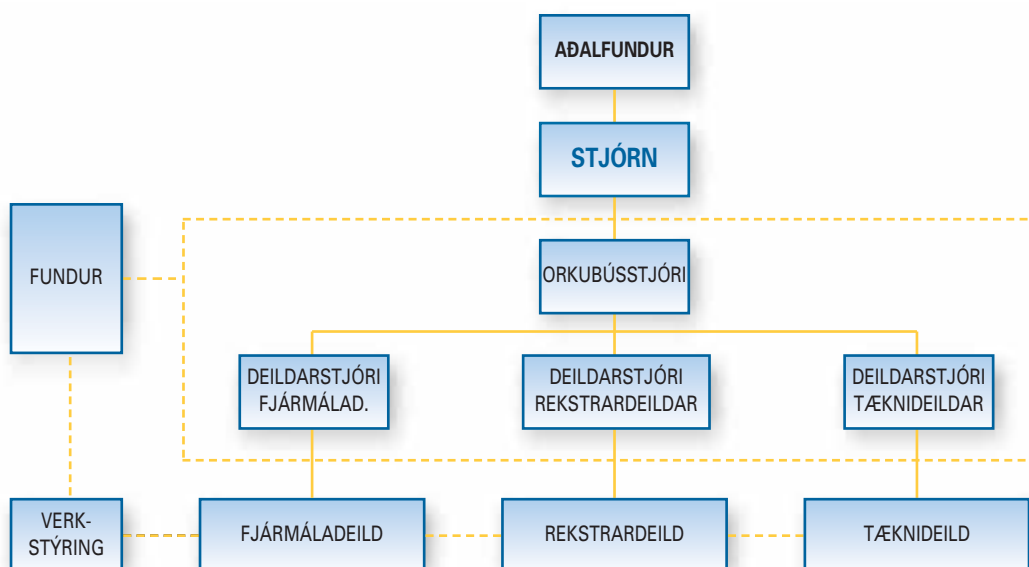 AÐALFUNDUR
STJÓRN
FUNDUR
ORKUBÚSSTJÓRI
DEILDARSTJÓRI
FJÁRMÁLAD.
DEILDARSTJÓRI
REKSTRARDEILDAR
DEILDARSTJÓRI
TÆKNIDEILDAR
VERK-
STÝRING
FJÁRMÁLADEILD
REKSTRARDEILD
TÆKNIDEILD